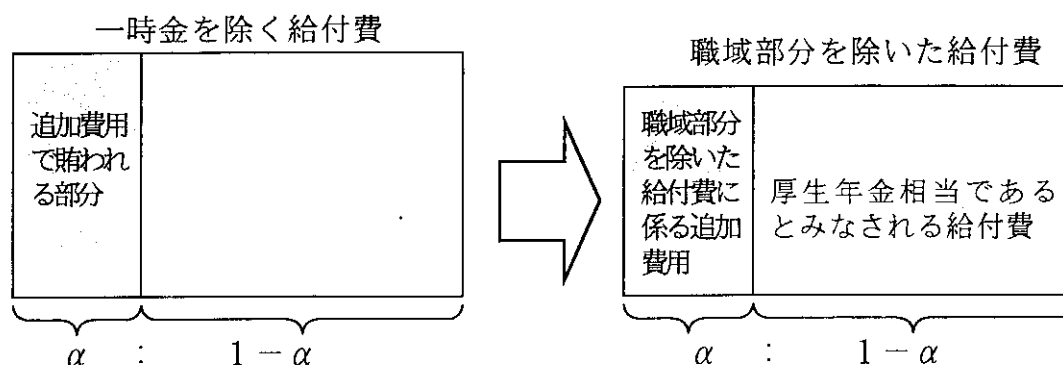 一時金を除く給付費
追加費用
で賄われ
る部分
α : 1－α
職域部分を除いた給付費
職域部分
を除いた
給付費に
係る追加
費用
厚生年金相当である
とみなされる給付費
α : 1－α